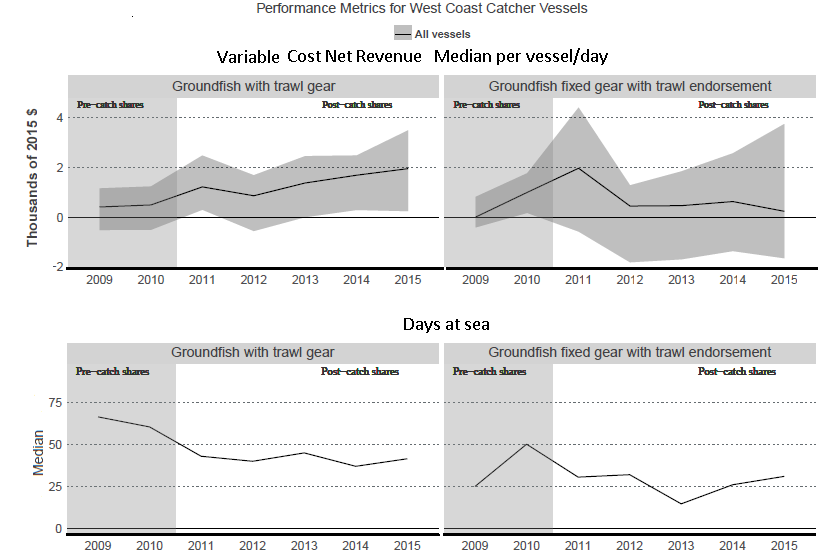 Performance Metrics for West Coast Catcher Vessels
All vessels
Variable Cost Net Revenue Median per vessel/day
Groundfish with trawl gear
Groundfish fixed gear with trawl endorsement
Pre-catch shares
Post-catch shares
Pre-catch shares
Post-catch shares
Thousands of 2015 $
4
2
0
-2
2009 2010 2011 2012 2013 2014 2015
2009 2010 2011 2012 2013 2014 2015
Days at sea
Groundfish with trawl gear
Groundfish fixed gear with trawl endorsement
Pre-catch shares
Post-catch shares
Pre-catch shares
Post-catch shares
Median
75
50
25
0
2009 2010 2011 2012 2013 2014 2015
2009 2010 2011 2012 2013 2014 2015